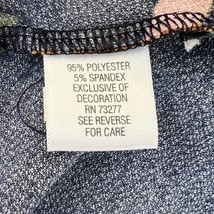 95% POLYESTER
5% SPANDEX
EXCLUSIVE OF
DECORATION
RN 73277
SEE REVERSE
FOR CARE